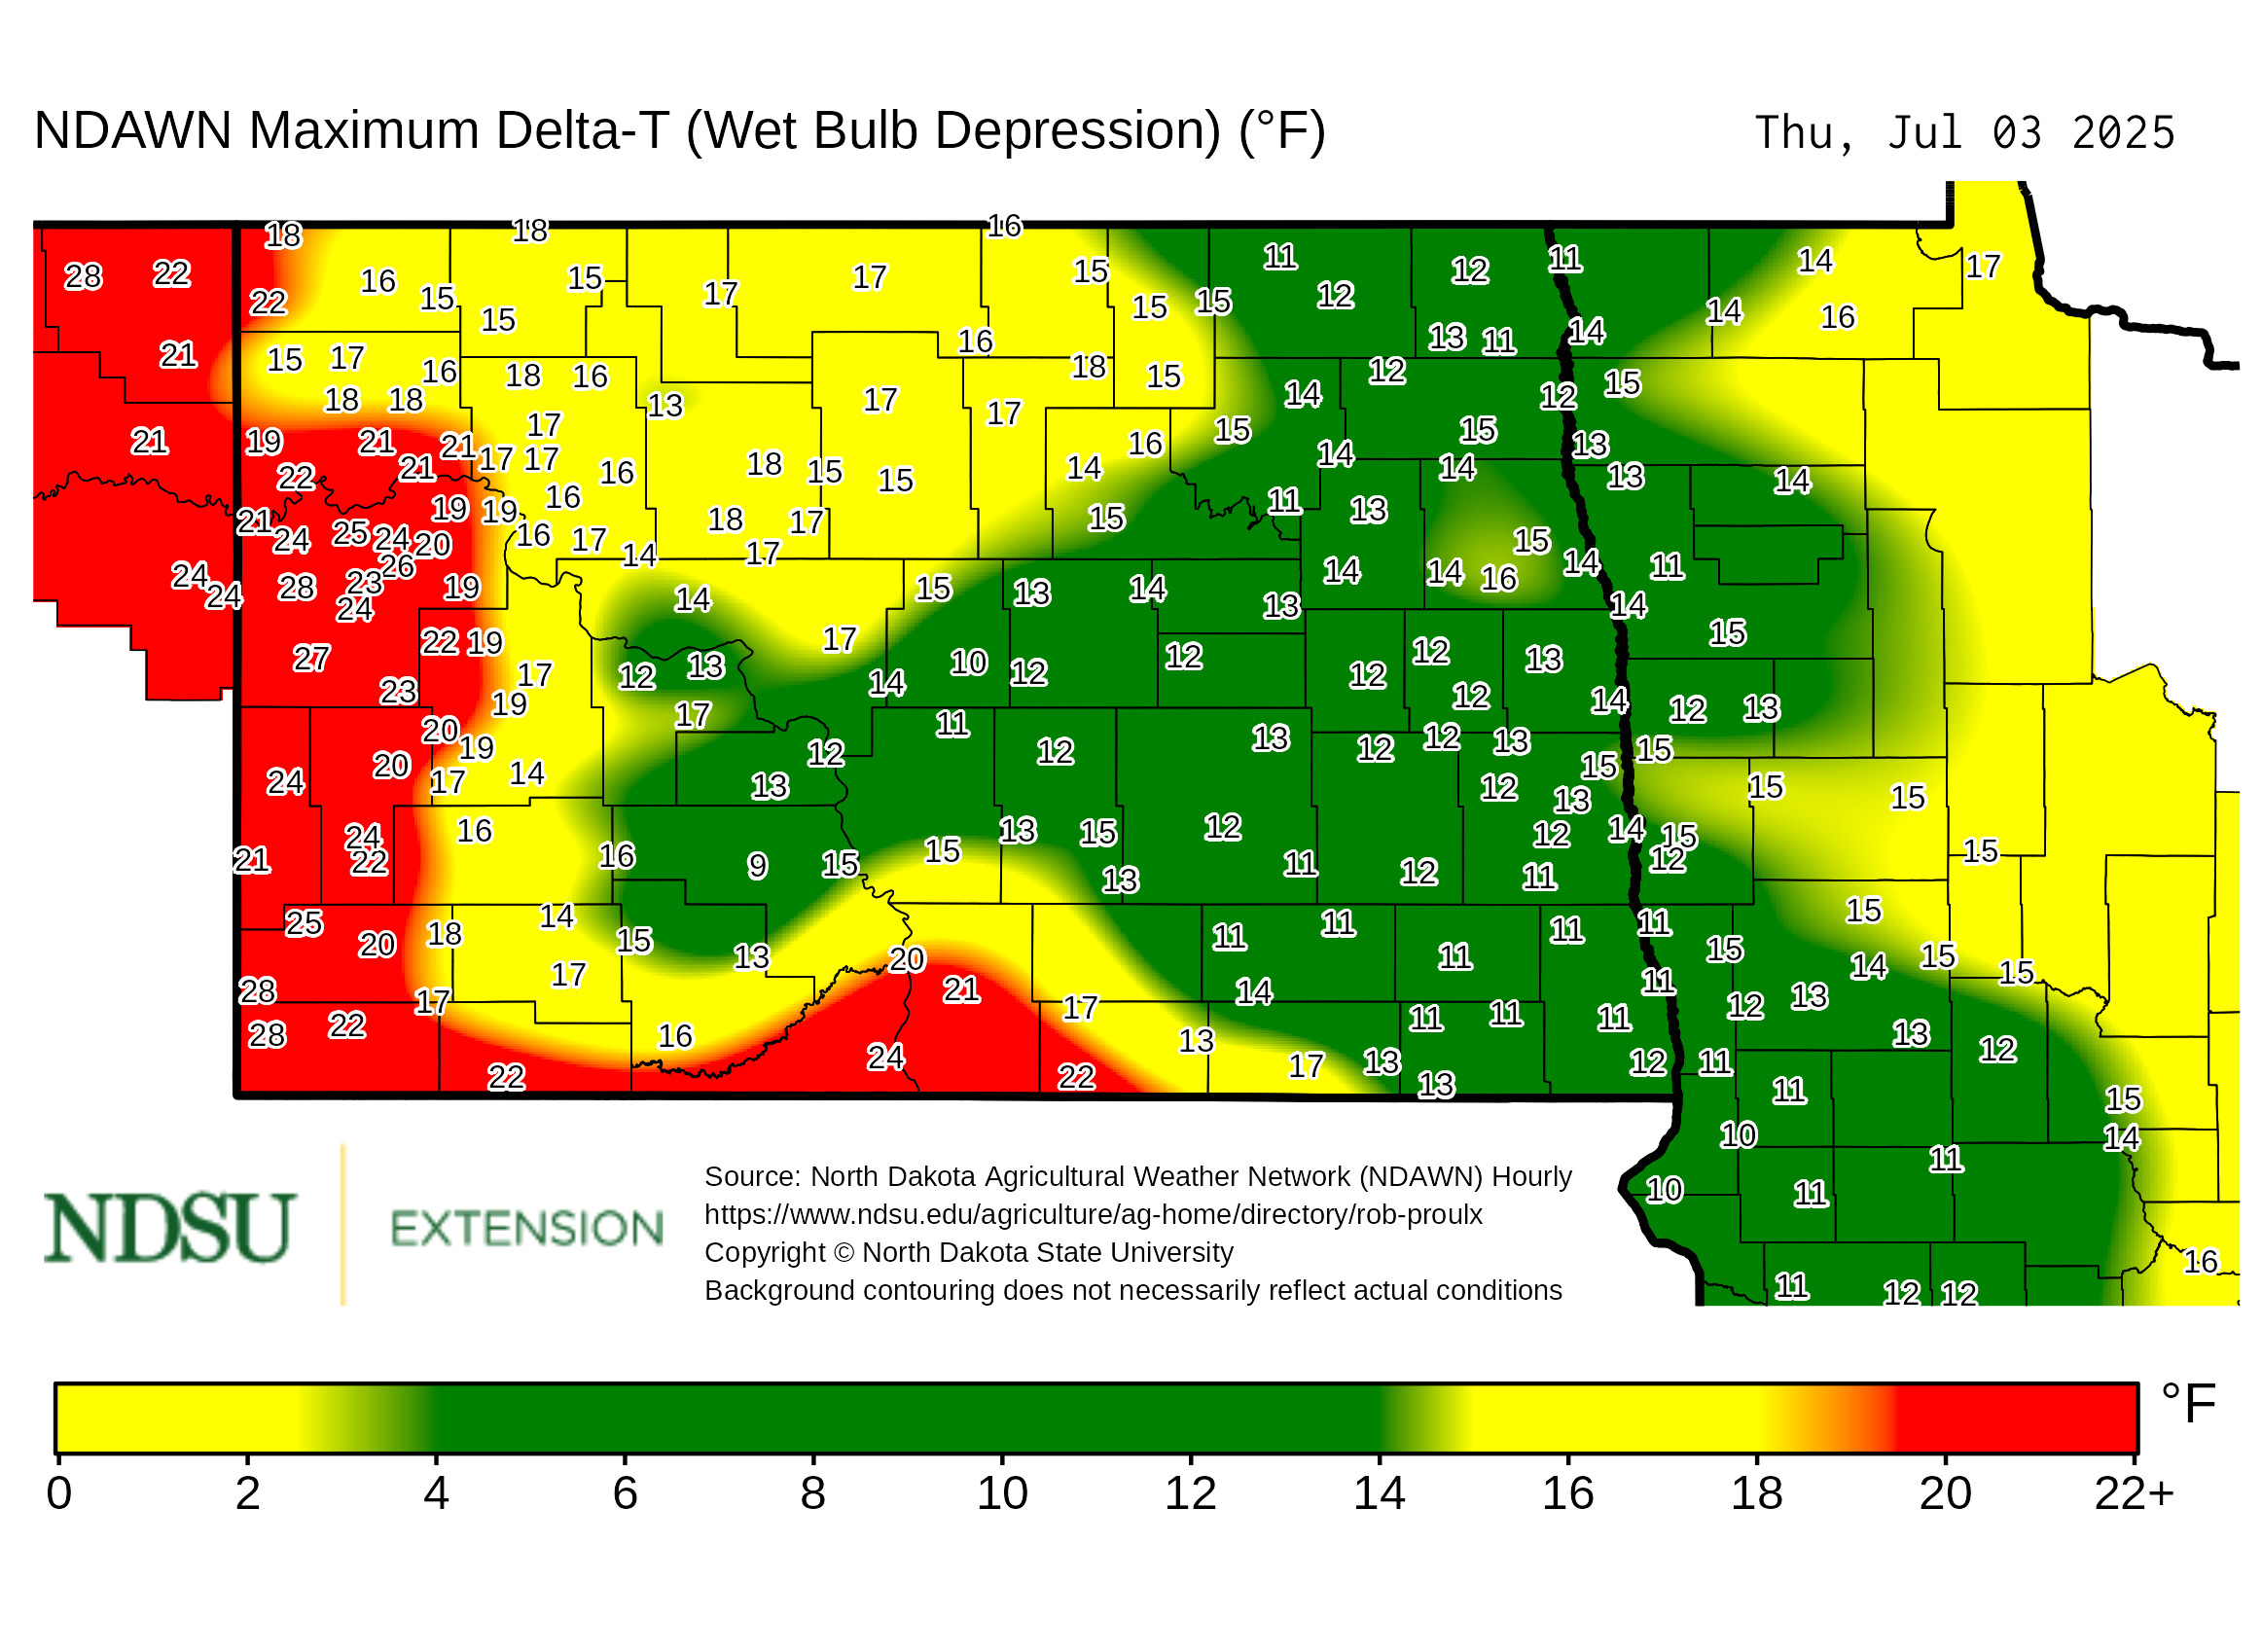 NDAWN Maximum Delta-T (Wet Bulb Depression) (°F)
Thu, Jul 03 2025
18 18 16
28 22 16 15 17 15 11 12 11 14 17
22 15 17 15 15 12 14 16
15 16 13 11 14
21 15 17 16 18 16 18 15 12 15
18 18 13 17 17 14 12
21 19 21 21 17 16 15 15 13
22 21 17 17 16 18 15 15 14 14 14 13 14
21 19 19 16 18 17 15 11 13
24 25 24 20 16 17 14 17 15
24 24 28 26 23 19 15 13 14 14 14 16 14 11
24 14 13 14
27 22 19 17 12 15
23 17 12 13 14 10 12 12 12 13
19 17 12 14 12 13
20 19 12 11 12 13 12 12 13 15
24 20 17 14 13 12 15 15 15
24 16 13 15 12 13 12 14 15
21 22 16 9 15 15 13 11 12 11 12 15
25 20 18 14 15 13 11 11 11 11 15 15
28 17 17 20 21 17 14 11 11 12 13 14 15 15
28 22 16 13 11 11 11 13 12
22 24 22 17 13 13 12 11 11 15
10 14
10 11 11
16
11 12 12
NDSU EXTENSION
Source: North Dakota Agricultural Weather Network (NDAWN) Hourly
https://www.ndsu.edu/agriculture/ag-home/directory/rob-proulx
Copyright © North Dakota State University
Background contouring does not necessarily reflect actual conditions
°F
0 2 4 6 8 10 12 14 16 18 20 22+